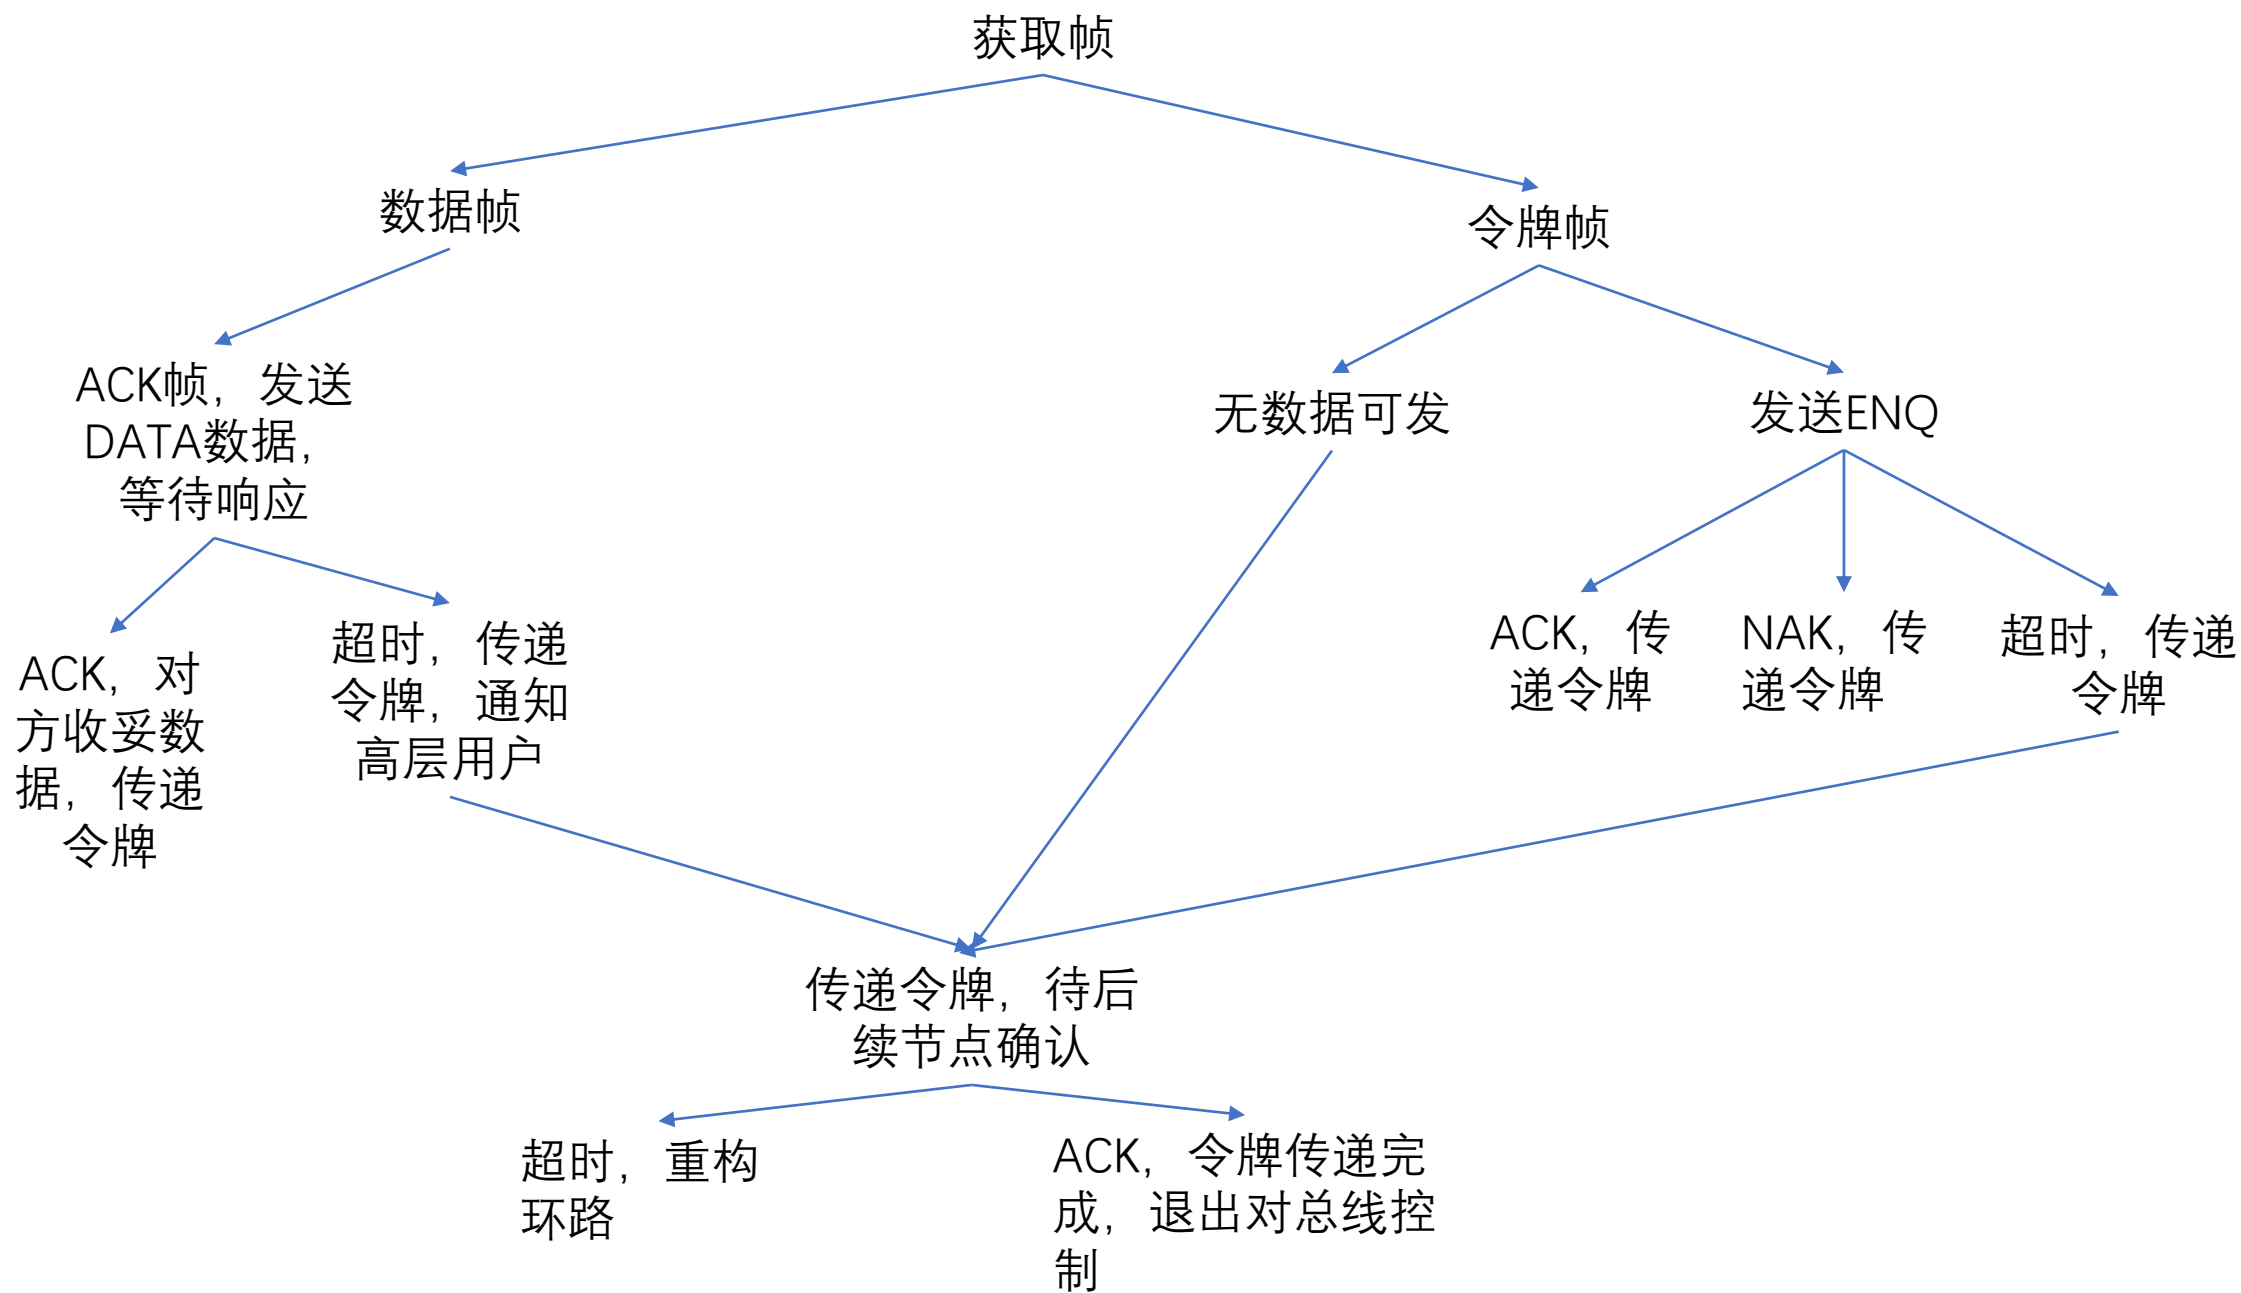 获取帧
数据帧
令牌帧
ACK帧，发送
DATA数据，
等待响应
无数据可发
发送ENQ
ACK，对
方收妥数
据，传递
令牌
超时，传递
令牌，通知
高层用户
ACK，传
递令牌
NAK，传
递令牌
超时，传递
令牌
传递令牌，待后
续节点确认
超时，重构
环路
ACK，令牌传递完
成，退出对总线控
制